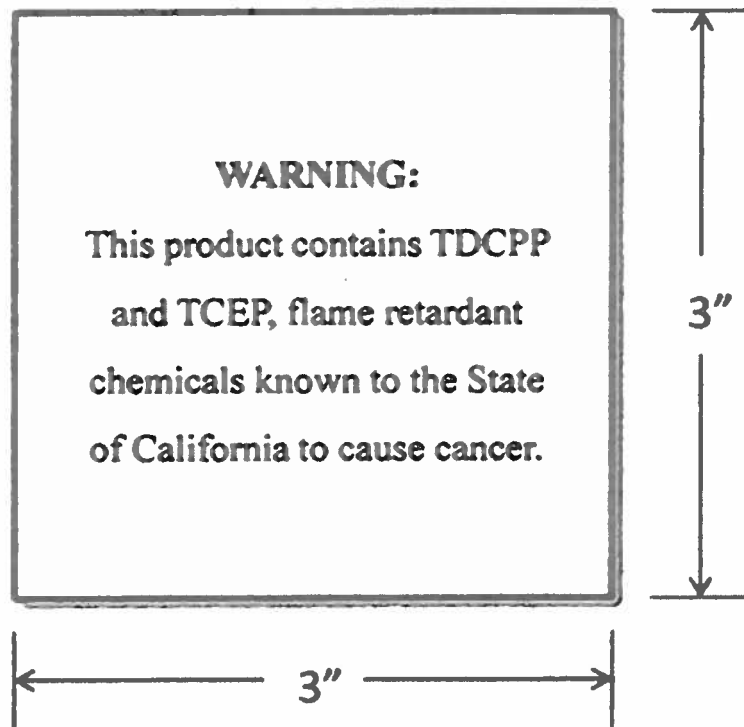 WARNING:
This product contains TDCPP
and TCEP, flame retardant
chemicals known to the State
of California to cause cancer.
3"
3"